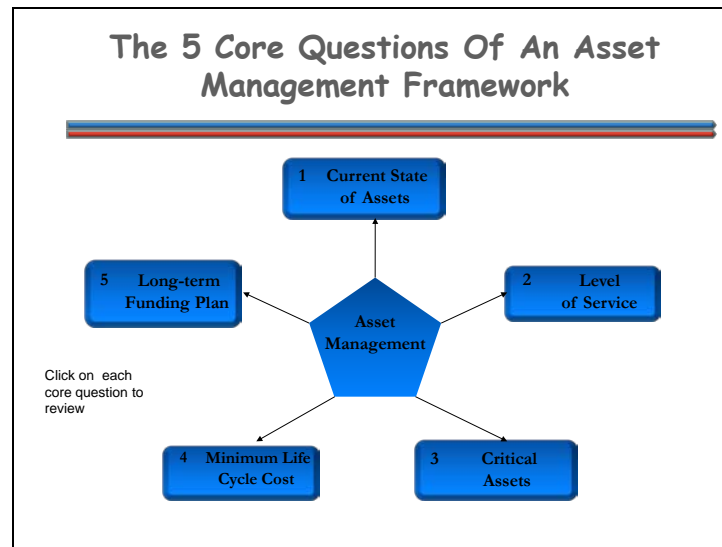 The 5 Core Questions Of An Asset
Management Framework
1 Current State
of Assets
5 Long-term
Funding Plan
2 Level
of Service
Asset
Management
Click on each
core question to
review
4 Minimum Life
Cycle Cost
3 Critical
Assets